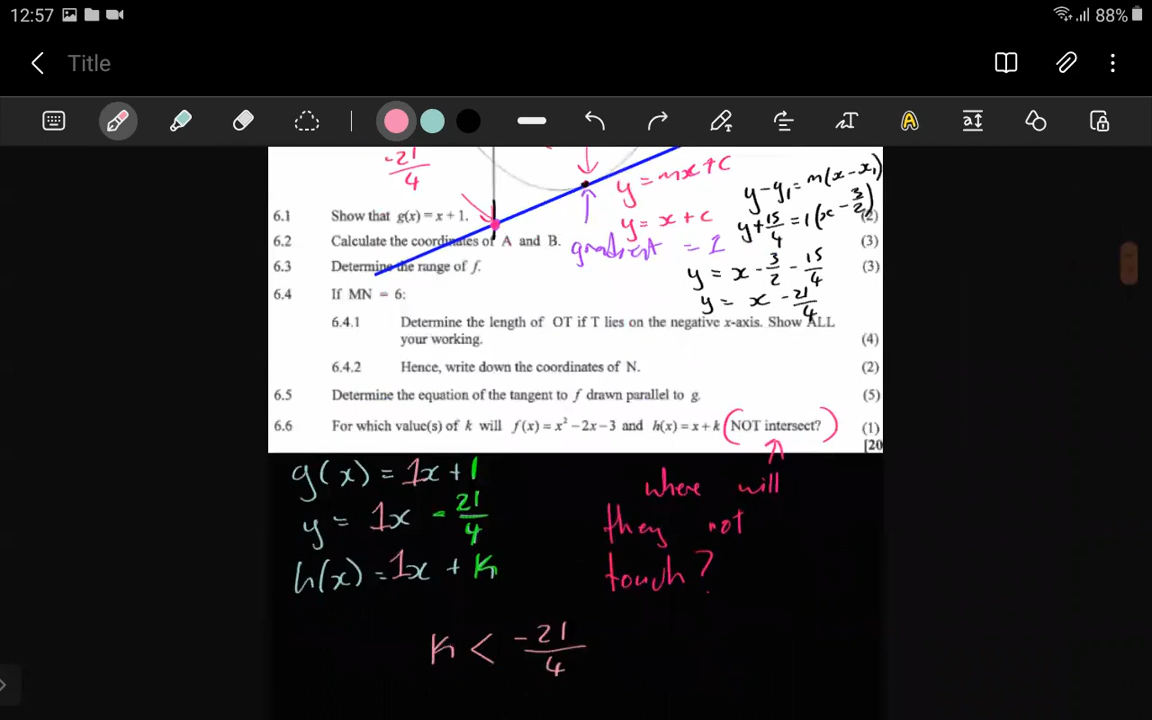 12:57 88%
Title
-21/4
y = mx + c
y = x + c
gradient = 1
y - y₁ = m(x - x₁)
y + 15/4 = 1(x - 3/2)
y = x - 3/2 - 15/4
y = x - 21/4
6.1 Show that g(x) = x + 1. (2)
6.2 Calculate the coordinates of A and B. (3)
6.3 Determine the range of f. (3)
6.4 If MN = 6:
6.4.1 Determine the length of OT if T lies on the negative x-axis. Show ALL
your working. (4)
6.4.2 Hence, write down the coordinates of N. (2)
6.5 Determine the equation of the tangent to f drawn parallel to g. (5)
6.6 For which value(s) of k will f(x) = x² - 2x - 3 and h(x) = x + k (NOT intersect?) (1)
[20
g(x) = 1x + 1
y = 1x - 21/4
h(x) = 1x + k
where will
they not
touch?
k < -21/4